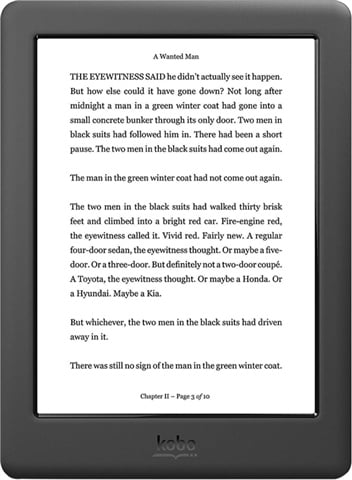 A Wanted Man
THE EYEWITNESS SAID he didn't actually see it happen.
But how else could it have gone down? Not long after
midnight a man in a green winter coat had gone into a
small concrete bunker through its only door. Two men in
black suits had followed him in. There had been a short
pause. The two men in the black suits had come out again.
The man in the green winter coat had not come out again.
The two men in the black suits had walked thirty brisk
feet and climbed into a bright red car. Fire-engine red,
the eyewitness called it. Vivid red. Fairly new. A regular
four-door sedan, the eyewitness thought. Or maybe a five-
door. Or a three-door. But definitely not a two-door coupé.
A Toyota, the eyewitness thought. Or maybe a Honda. Or
a Hyundai. Maybe a Kia.
But whichever, the two men in the black suits had driven
away in it.
There was still no sign of the man in the green winter coat.
Chapter II – Page 3 of 10
kobo